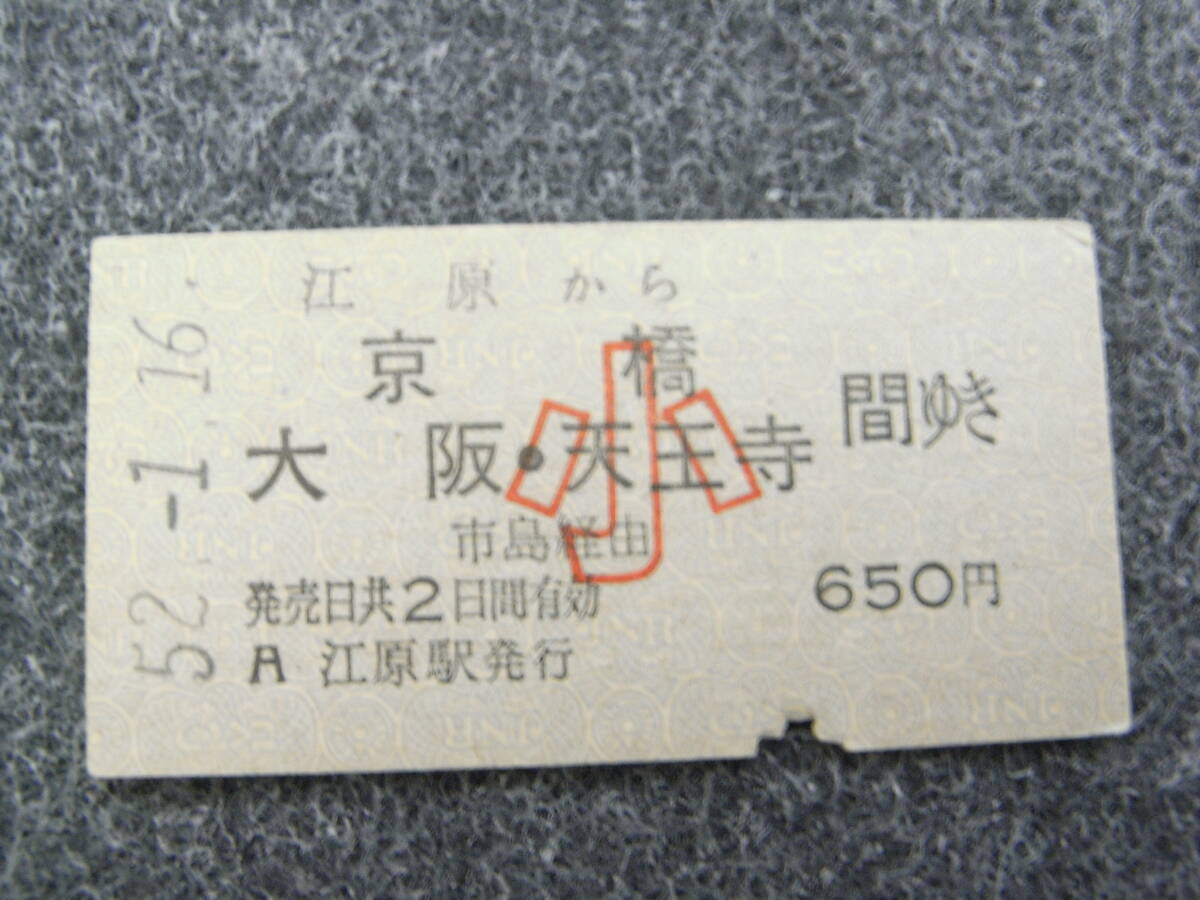 52.-1.16.
江原から
京橋
大阪・天王寺
間ゆき
小
市島経由
発売日共2日間有効
650円
A 江原駅発行